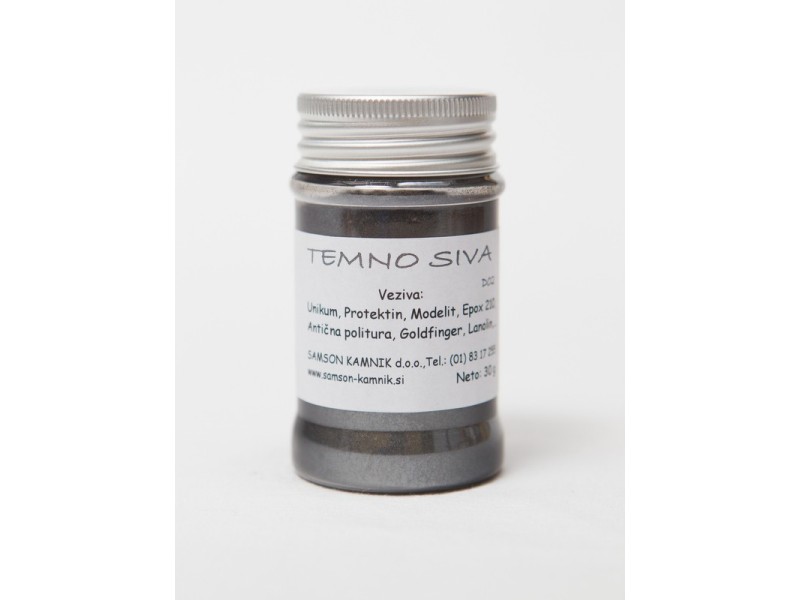 TEMNO SIVA
Veziva:
Unikum, Protektin, Modelit, Epox 210,
Antična politura, Goldfinger, Lanolin...
SAMSON KAMNIK d.o.o.,Tel.: (01) 83 17
www.samson-kamnik.si
Neto: 30 g